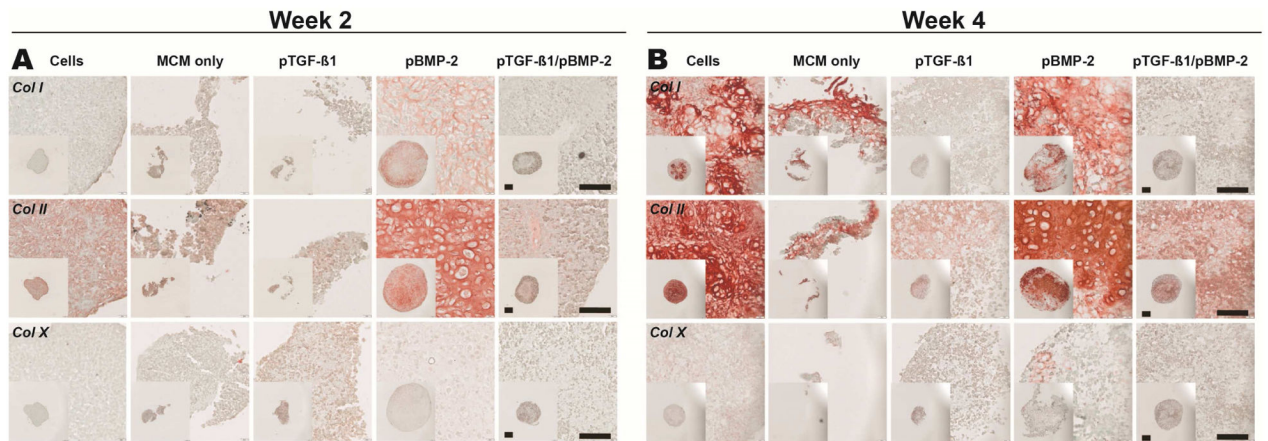 Week 2
Week 4
A Cells MCM only pTGF-ß1 pBMP-2 pTGF-ß1/pBMP-2
B Cells MCM only pTGF-ß1 pBMP-2 pTGF-ß1/pBMP-2
Col I
Col I
Col II
Col II
Col X
Col X